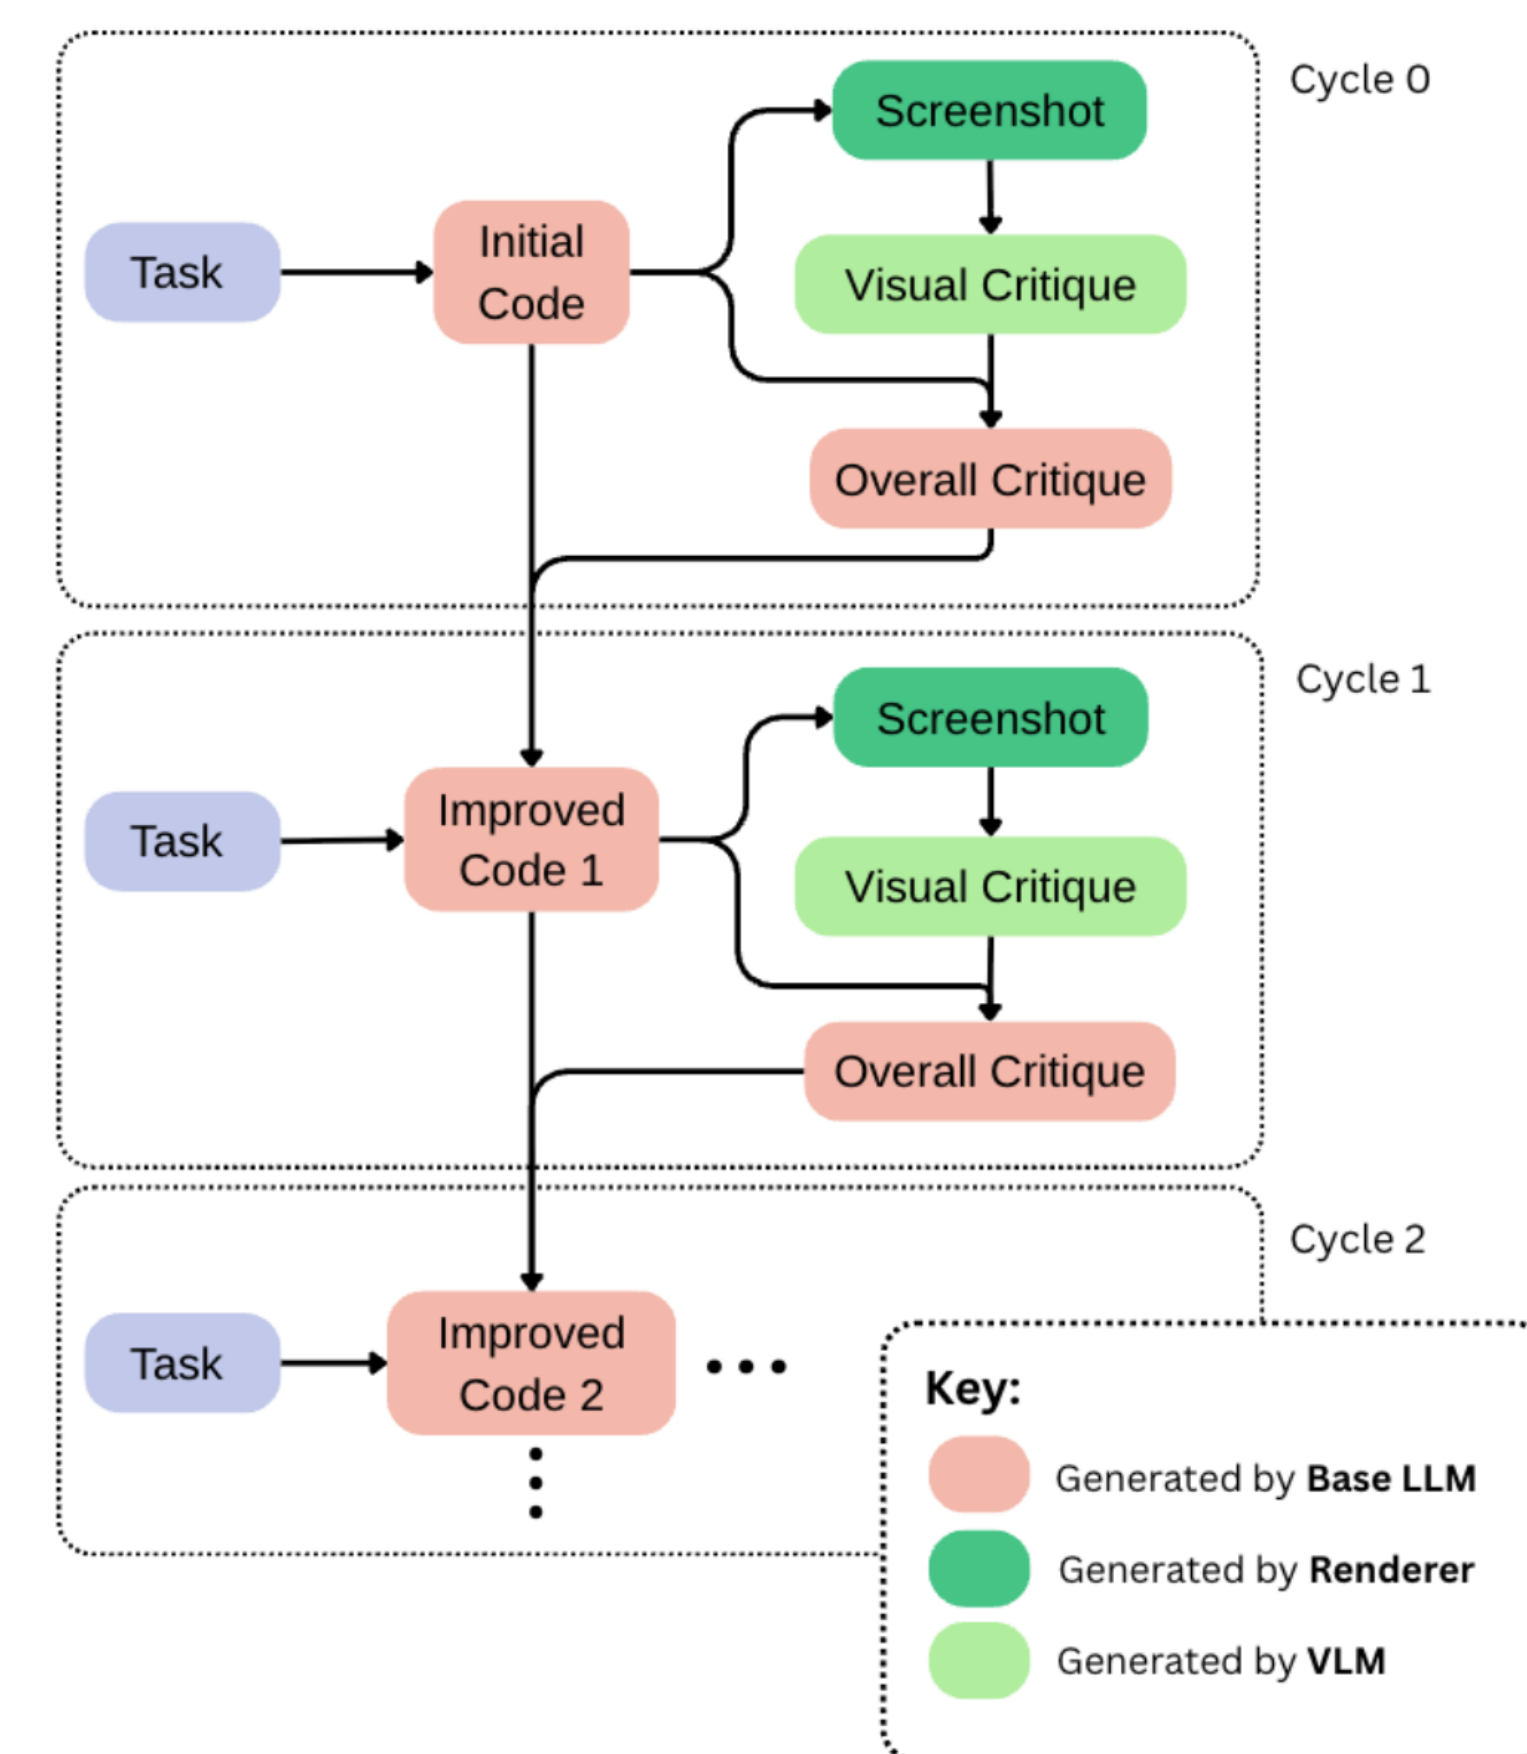 Cycle 0
Screenshot
Task
Initial
Code
Visual Critique
Overall Critique
Cycle 1
Screenshot
Task
Improved
Code 1
Visual Critique
Overall Critique
Cycle 2
Task
Improved
Code 2
Key:
Generated by Base LLM
Generated by Renderer
Generated by VLM